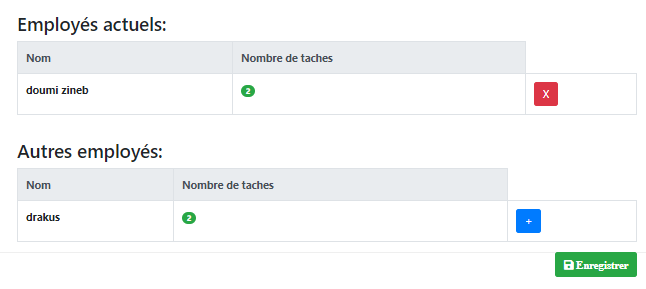 Employés actuels:
Nom Nombre de taches
doumi zineb 2 X
Autres employés:
Nom Nombre de taches
drakus 2 +
Enregistrer